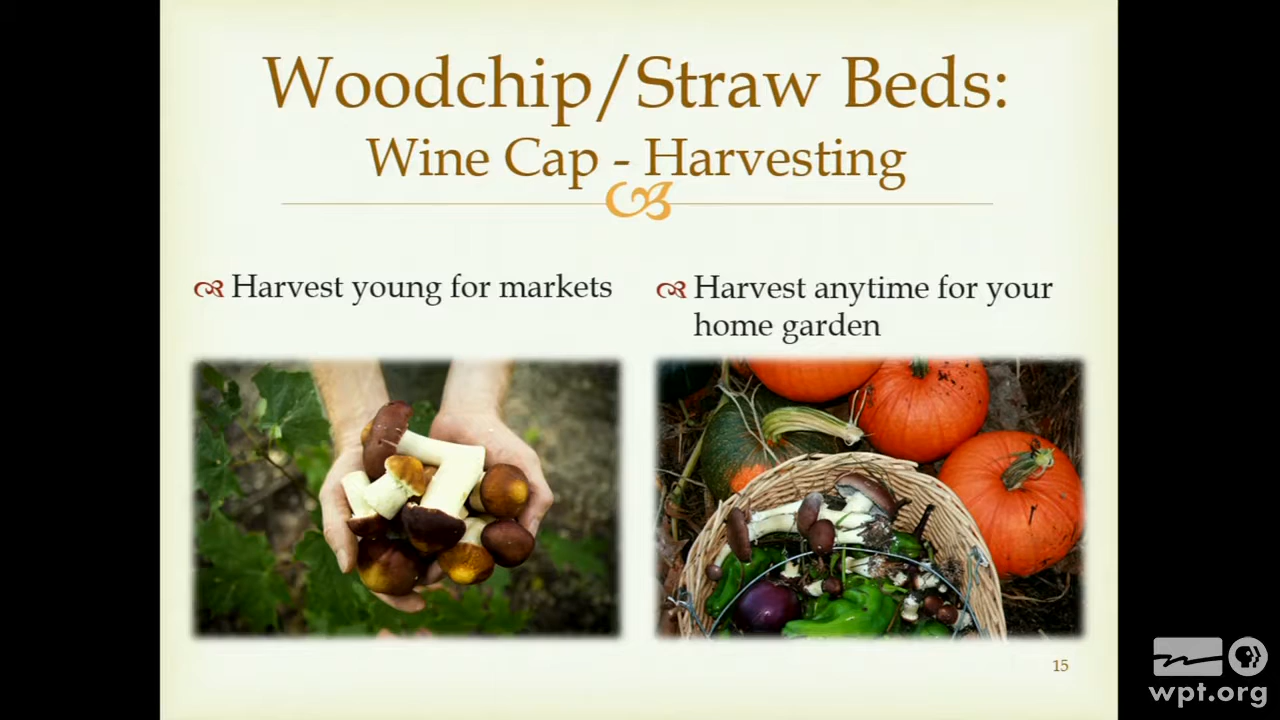 Woodchip/Straw Beds:
Wine Cap - Harvesting
Harvest young for markets
Harvest anytime for your
home garden
15
wpt.org